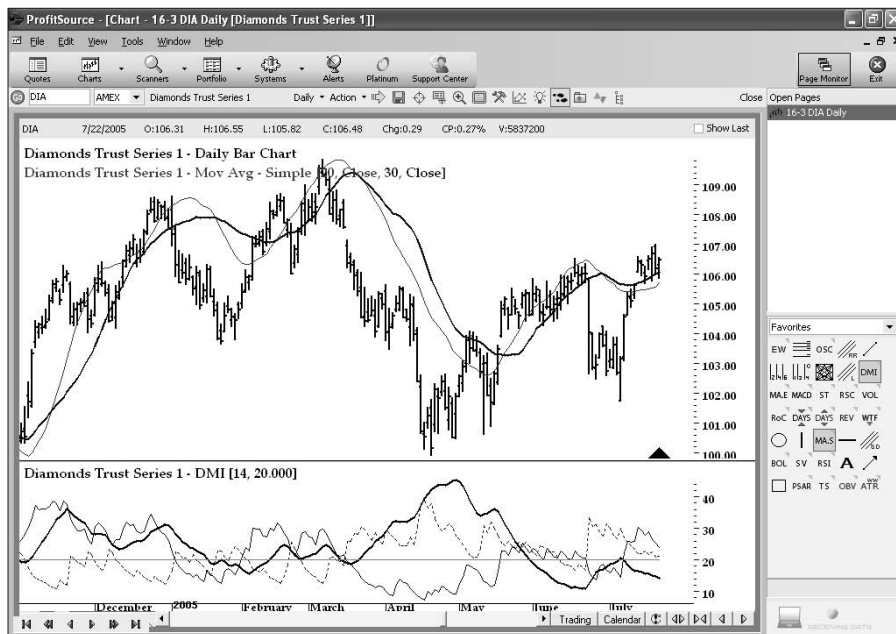 ProfitSource - [Chart - 16-3 DIA Daily [Diamonds Trust Series 1]]
File Edit View Tools Window Help
Quotes Charts Scanners Portfolio Systems Alerts Platinum Support Center Page Monitor Exit
Go DIA AMEX Diamonds Trust Series 1 Daily Action Close Open Pages
16-3 DIA Daily
DIA 7/22/2005 O:106.31 H:106.55 L:105.82 C:106.48 Chg:0.29 CP:0.27% V:5837200 Show Last
Diamonds Trust Series 1 - Daily Bar Chart
Diamonds Trust Series 1 - Mov Avg - Simple Close, 30, Close]
109.00
108.00
107.00
106.00
105.00
104.00
103.00
102.00
101.00
100.00
Diamonds Trust Series 1 - DMI [14, 20.000]
40
30
20
10
December 2005 February March April May June July
Trading Calendar
Favorites
EW OSC RR
L DMI
MA.E MACD ST RSC VOL
RoC DAYS DAYS REV WTF
MA.S SD
BOL SV RSI A
PSAR TS OBV ATR
RECEIVING DATA